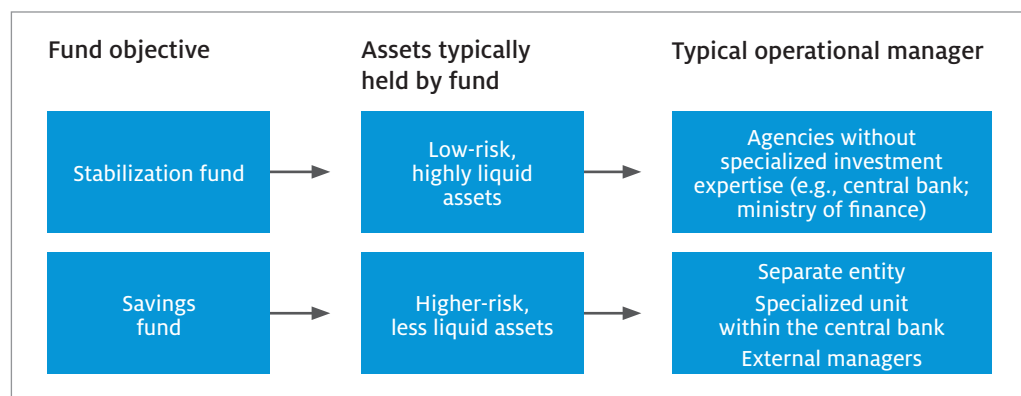 Fund objective
Assets typically
held by fund
Typical operational manager
Stabilization fund
Low-risk,
highly liquid
assets
Agencies without
specialized investment
expertise (e.g., central bank;
ministry of finance)
Savings
fund
Higher-risk,
less liquid assets
Separate entity
Specialized unit
within the central bank
External managers